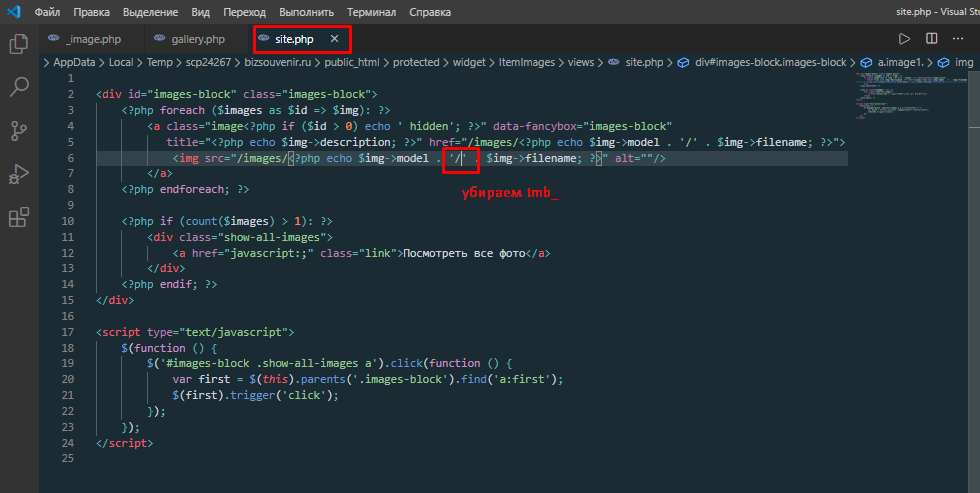 Файл Правка Выделение Вид Переход Выполнить Терминал Справка site.php - Visual Stu
_image.php gallery.php site.php
> AppData > Local > Temp > scp24267 > bizsouvenir.ru > public_html > protected > widget > ItemImages > views > site.php > div#images-block.images-block > a.image1. > img
1
2 <div id="images-block" class="images-block">
3 <?php foreach ($images as $id => $img): ?>
4 <a class="image<?php if ($id > 0) echo ' hidden'; ?>" data-fancybox="images-block"
5 title="<?php echo $img->description; ?>" href="/images/<?php echo $img->model . '/' . $img->filename; ?>">
6 <img src="/images/<?php echo $img->model . '/' . $img->filename; ?>" alt=""/>
7 </a>
8 <?php endforeach; ?>
убираем tmb_
9
10 <?php if (count($images) > 1): ?>
11 <div class="show-all-images">
12 <a href="javascript:;" class="link">Посмотреть все фото</a>
13 </div>
14 <?php endif; ?>
15 </div>
16
17 <script type="text/javascript">
18 $(function () {
19 $('#images-block .show-all-images a').click(function () {
20 var first = $(this).parents('.images-block').find('a:first');
21 $(first).trigger('click');
22 });
23 });
24 </script>
25